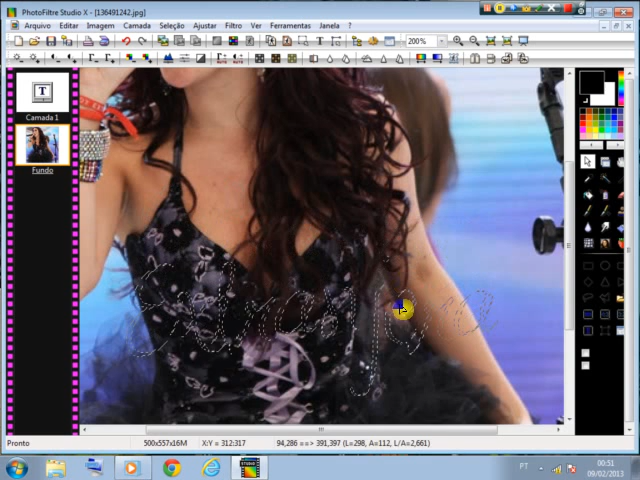 PhotoFiltre Studio X - [136491242.jpg]
Arquivo Editar Imagem Camada Seleção Ajustar Filtro Ver Ferramentas Janela ?
200%
T
Camada 1
Fundo
Pronto
500x557x16M
X:Y = 312:317
94,286 ==> 391,397 (L=298, A=112, L/A=2,661)
STUDIO
PT
00:51
09/02/2013